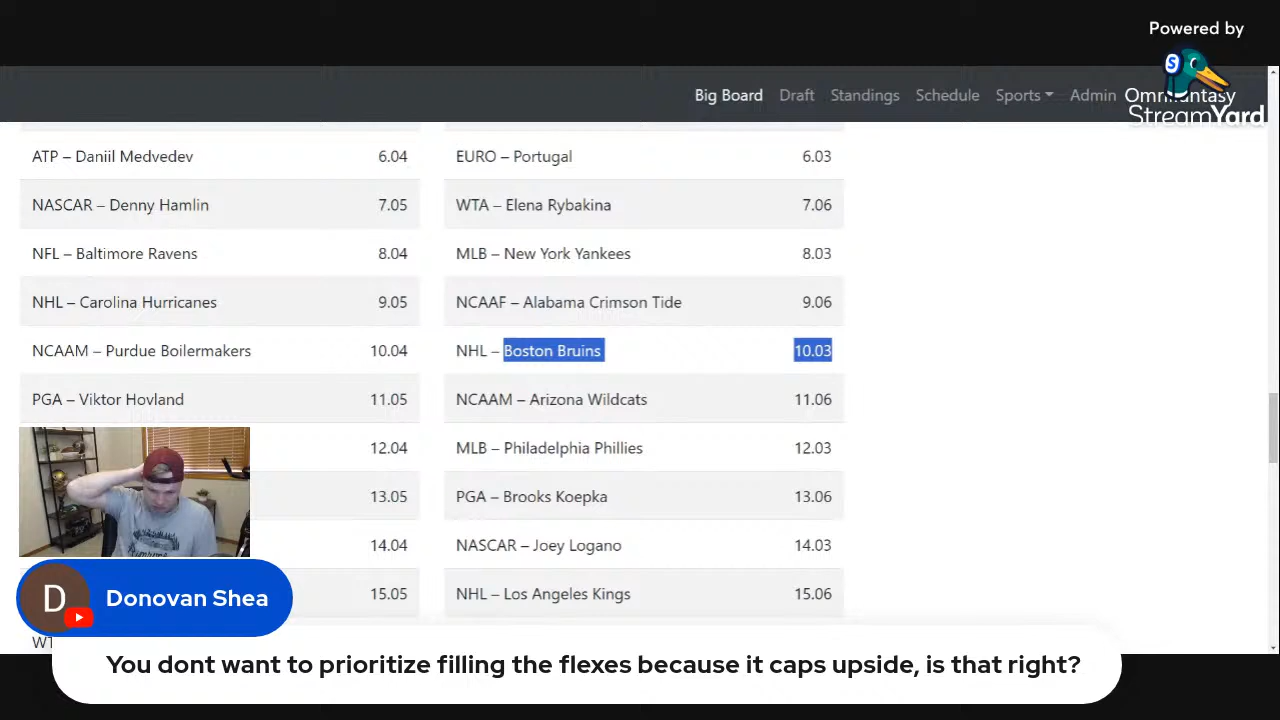 Powered by
StreamYard
Big Board Draft Standings Schedule Sports Admin Omnifantasy
ATP – Daniil Medvedev 6.04
EURO – Portugal 6.03
NASCAR – Denny Hamlin 7.05
WTA – Elena Rybakina 7.06
NFL – Baltimore Ravens 8.04
MLB – New York Yankees 8.03
NHL – Carolina Hurricanes 9.05
NCAAF – Alabama Crimson Tide 9.06
NCAAM – Purdue Boilermakers 10.04
NHL – Boston Bruins 10.03
PGA – Viktor Hovland 11.05
NCAAM – Arizona Wildcats 11.06
12.04
MLB – Philadelphia Phillies 12.03
13.05
PGA – Brooks Koepka 13.06
14.04
NASCAR – Joey Logano 14.03
15.05
NHL – Los Angeles Kings 15.06
D
Donovan Shea
You dont want to prioritize filling the flexes because it caps upside, is that right?